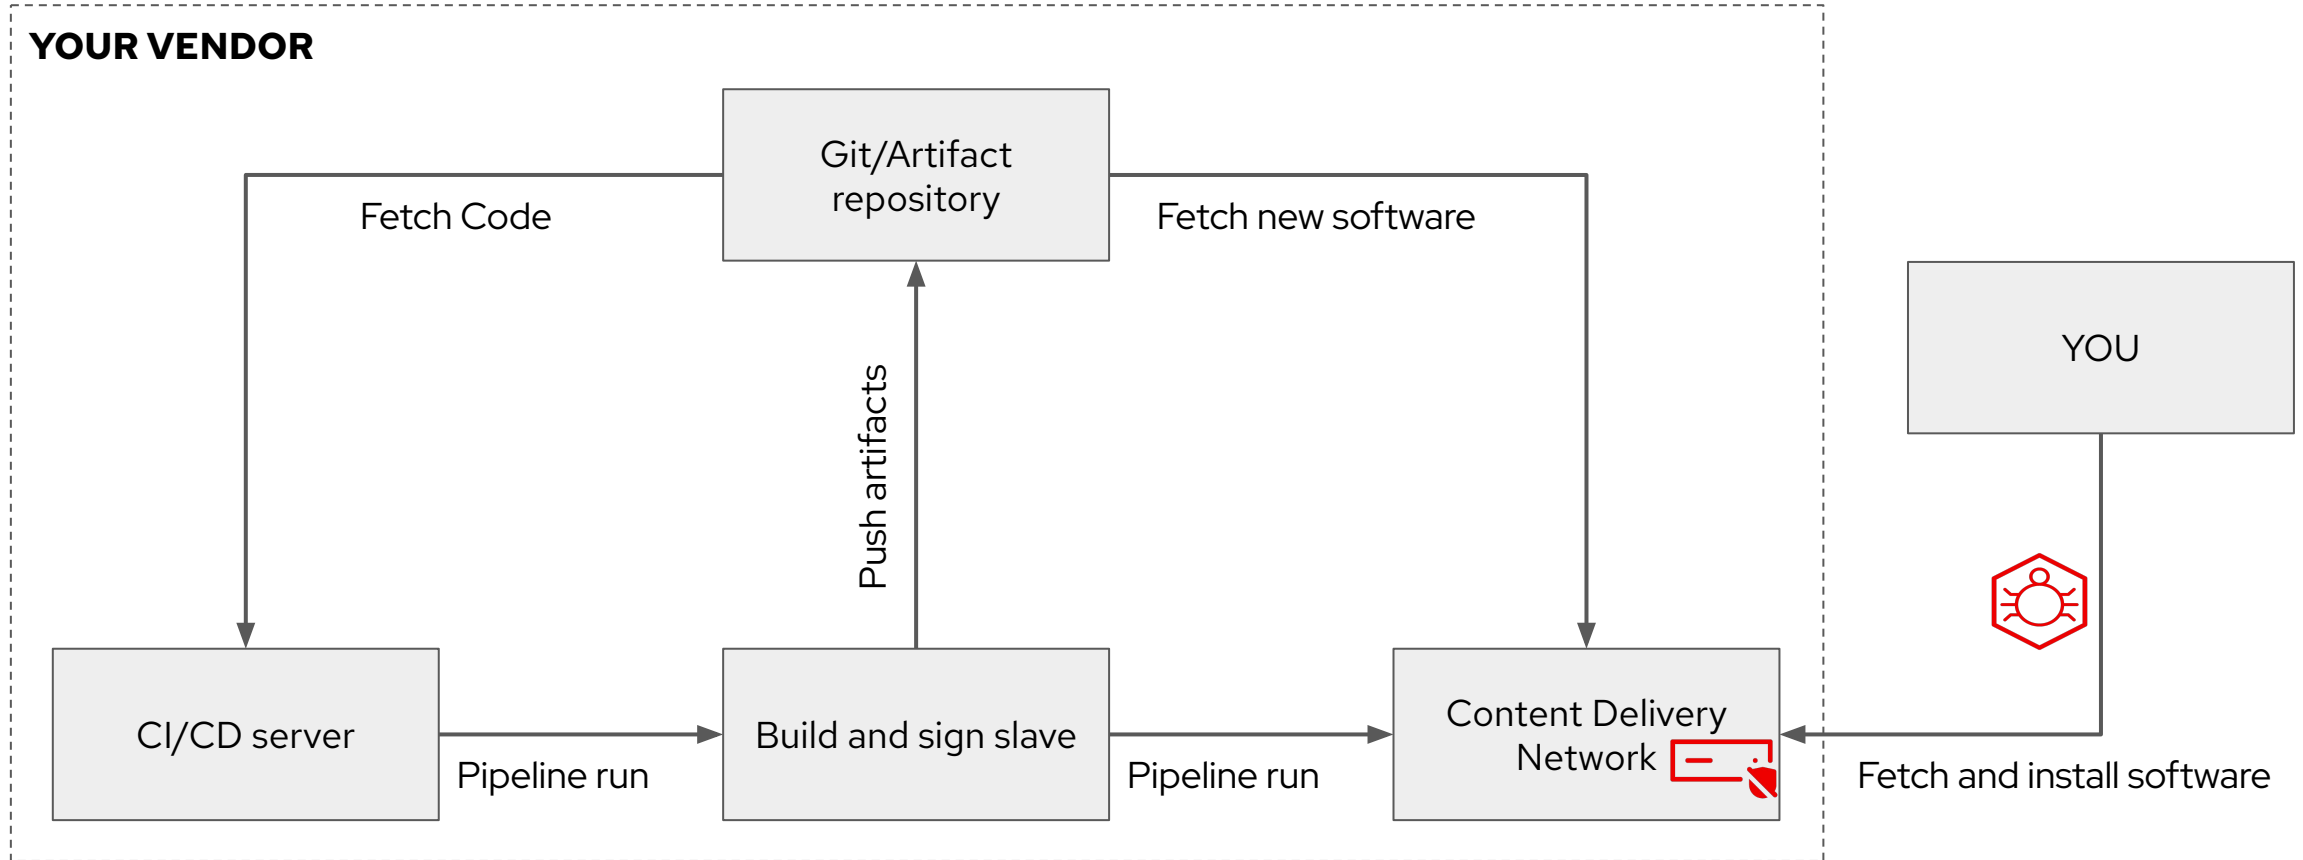 YOUR VENDOR
Git/Artifact
repository
Fetch Code
Fetch new software
YOU
Push artifacts
CI/CD server
Pipeline run
Build and sign slave
Pipeline run
Content Delivery
Network
Fetch and install software